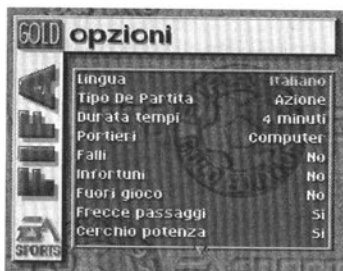 GOLD opzioni
FIFA
Lingua Italiano
Tipo De Partita Azione
Durata tempi 4 minuti
Portieri Computer
Falli No
Infortuni No
Fuori gioco No
Frecce passaggi Si
Cerchio potenza Si
EA
SPORTS